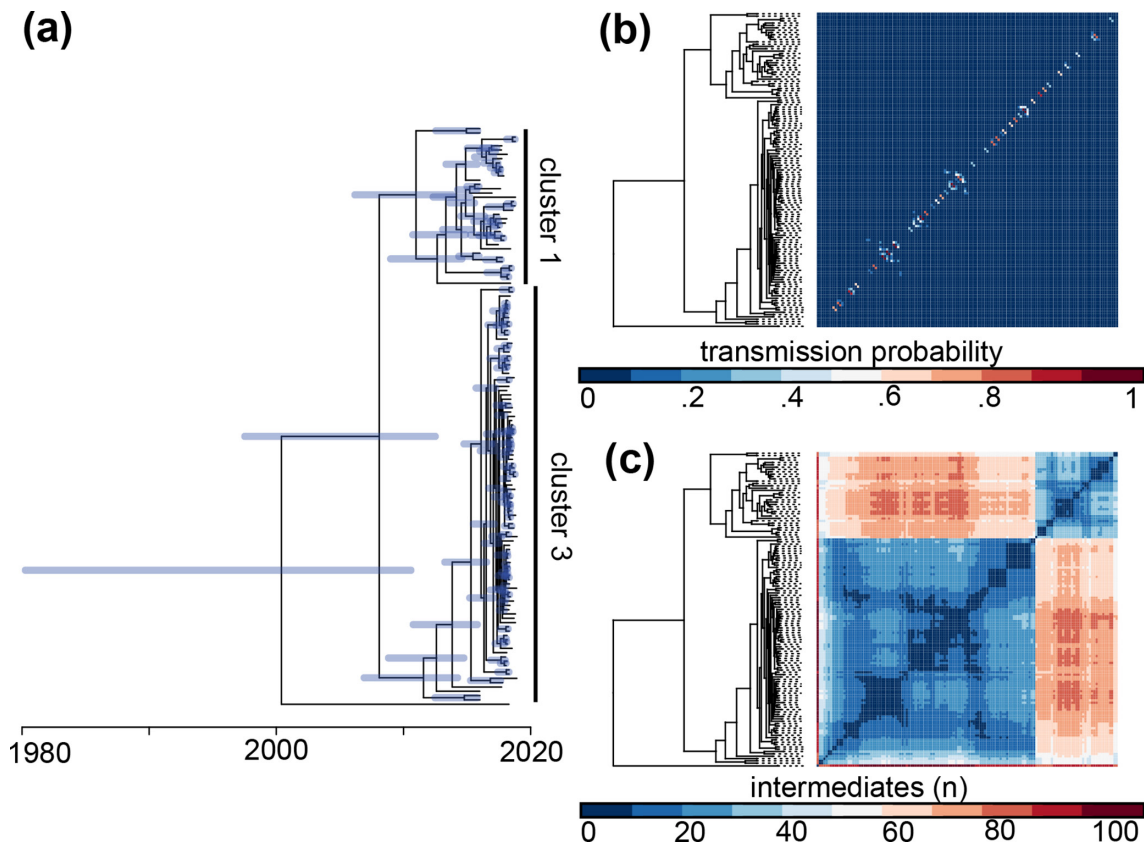 (a)
cluster 1
cluster 3
1980 2000 2020
(b)
transmission probability
0 .2 .4 .6 .8 1
(c)
intermediates (n)
0 20 40 60 80 100